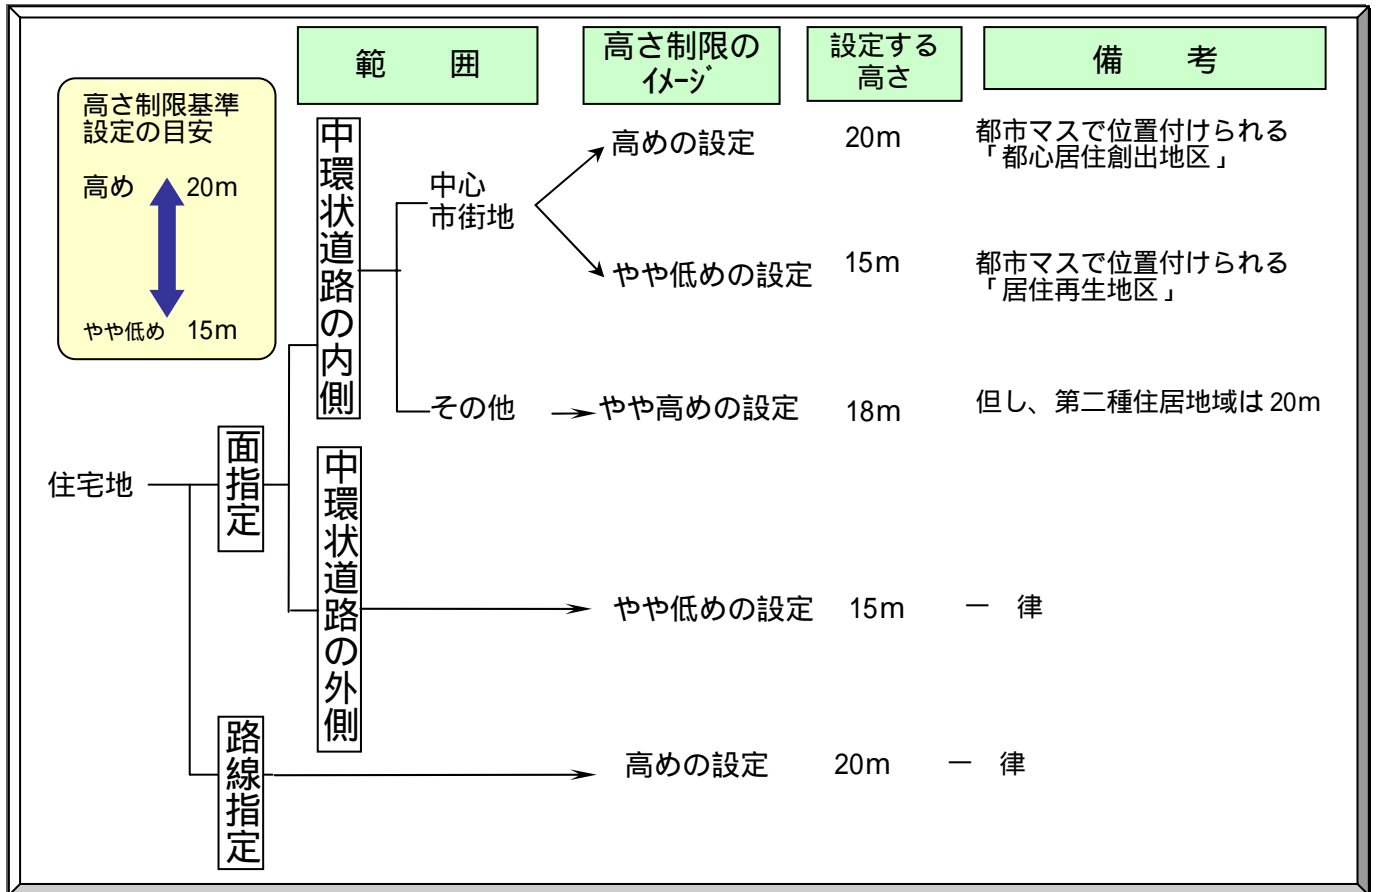 範　囲
高さ制限の
ｲﾒｰｼﾞ
設定する
高さ
備　考
高さ制限基準
設定の目安
高め 20m
やや低め 15m
住宅地
面指定
路線指定
中環状道路の内側
中環状道路の外側
中心
市街地
高めの設定 20m
都市マスで位置付けられる
「都心居住創出地区」
やや低めの設定 15m
都市マスで位置付けられる
「居住再生地区」
その他 やや高めの設定 18m 但し、第二種住居地域は 20m
やや低めの設定 15m 一　律
高めの設定 20m 一　律